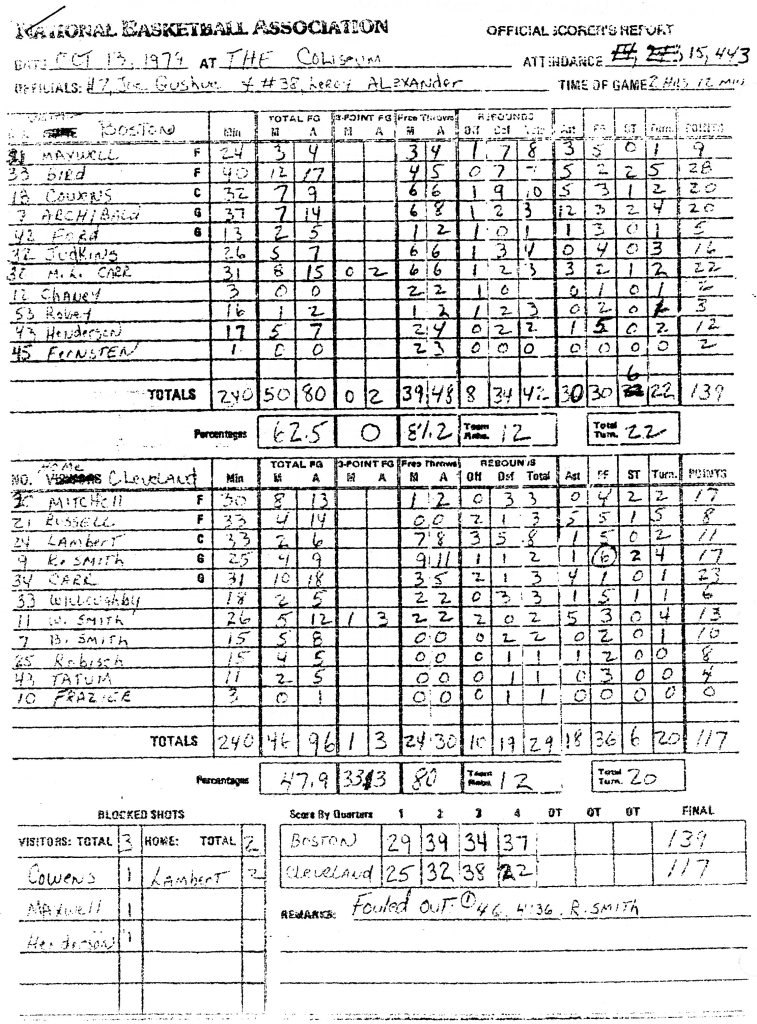 NATIONAL BASKETBALL ASSOCIATION
OFFICIAL SCORER'S REPORT
DATE OCT 13, 1979 AT THE COLISEUM
ATTENDANCE 15,443
OFFICIALS: #7, Joe Gushue & #38, Leroy ALEXANDER TIME OF GAME 2 HRS 12 MIN
TOTAL FG 3-POINT FG Free Throws REBOUNDS
BOSTON Min M A M A M A Off Def Total Ast PF ST Turn. POINTS
31 MAXWELL F 24 3 4 3 4 1 7 8 3 5 0 1 9
33 BIRD F 40 12 17 4 5 0 7 7 5 2 2 5 28
18 COWENS C 32 7 9 6 6 1 9 10 5 3 1 2 20
7 ARCHIBALD G 37 7 14 6 8 1 2 3 12 3 2 4 20
42 FORD G 13 2 5 1 2 1 0 1 1 3 0 1 5
32 JUDKINS 26 5 7 6 6 1 3 4 0 4 0 3 16
30 M.L. CARR 31 8 15 0 2 6 6 1 2 3 3 2 1 2 22
12 CHANEY 3 0 0 2 2 1 0 0 1 0 1 2
53 Robey 16 1 2 1 2 1 2 3 0 2 0 3
43 Henderson 17 5 7 2 4 0 2 2 1 5 0 2 12
45 FERNSTEN 1 0 0 2 3 0 0 0 0 0 0 0 2
6
TOTALS 240 50 80 0 2 39 48 8 34 42 30 30 22 139
Percentages 62.5 0 81.2 Team Rebs. 12 Total Turn. 22
HOME TOTAL FG 3-POINT FG Free Throws REBOUNDS
NO. VISITORS Cleveland Min M A M A M A Off Def Total Ast PF ST Turn. POINTS
MITCHELL F 30 8 13 1 2 0 3 3 0 4 2 2 17
21 RUSSELL F 33 4 14 0 0 2 1 3 5 5 1 5 8
24 LAMBERT C 33 2 6 7 8 3 5 8 1 5 0 2 11
9 R. SMITH G 25 4 9 9 11 1 1 2 1 6 2 4 17
34 CARR G 31 10 18 3 5 2 1 3 4 1 0 1 23
33 WILLOUGHBY 18 2 5 2 2 0 3 3 1 5 1 1 6
11 W. SMITH 26 5 12 1 3 2 2 2 0 2 5 3 0 4 13
7 B. SMITH 15 5 8 0 0 0 2 2 0 2 0 1 10
25 Robisch 15 4 5 0 0 0 1 1 1 2 0 0 8
43 TATUM 11 2 5 0 0 0 1 1 0 3 0 0 4
10 FRAZIER 3 0 1 0 0 0 1 1 0 0 0 0 0
TOTALS 240 46 96 1 3 24 30 10 19 29 18 36 6 20 117
Percentages 47.9 33.3 80 Team Rebs. 12 Total Turn. 20
BLOCKED SHOTS Score By Quarters 1 2 3 4 OT OT OT FINAL
VISITORS: TOTAL 3 HOME: TOTAL 2 BOSTON 29 39 34 37 139
COWENS 1 LAMBERT 2 Cleveland 25 32 38 22 117
MAXWELL 1 REMARKS: Fouled OUT: ① 46, 4:36, R. SMITH
Henderson 1